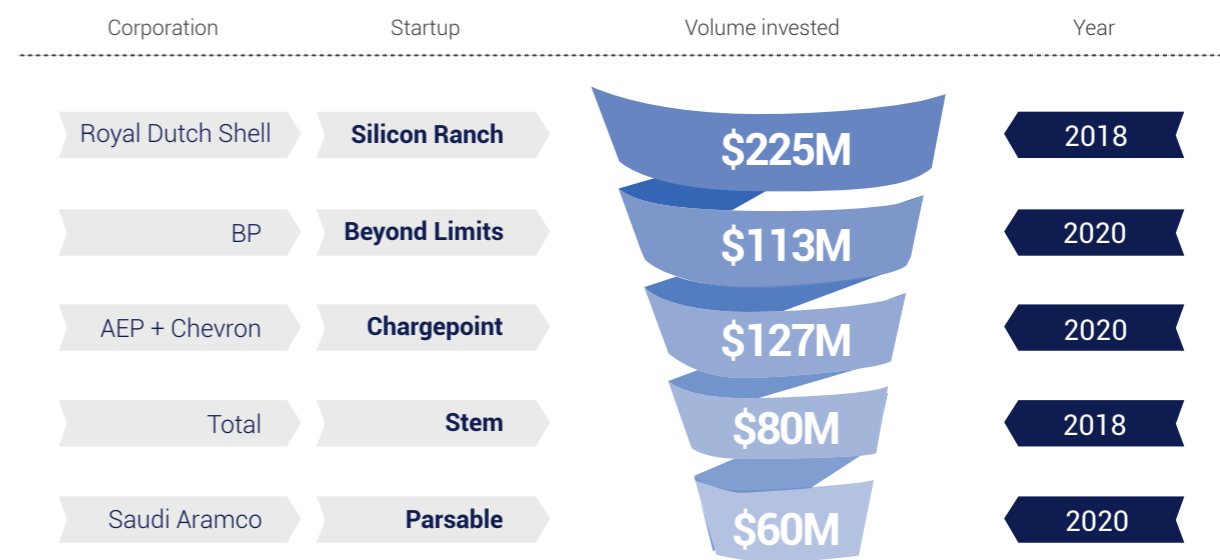 Corporation Startup Volume invested Year
Royal Dutch Shell Silicon Ranch $225M 2018
BP Beyond Limits $113M 2020
AEP + Chevron Chargepoint $127M 2020
Total Stem $80M 2018
Saudi Aramco Parsable $60M 2020